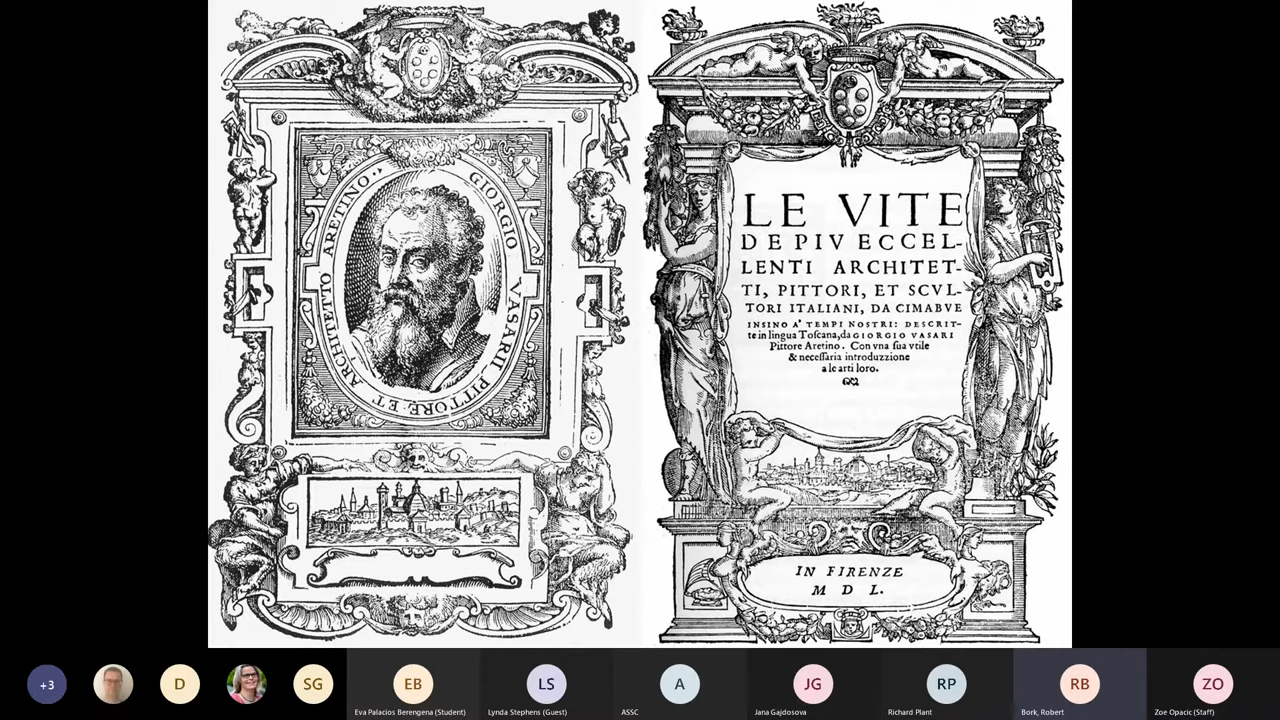 GIORGIO VASARII PITTORE·ET ARCHITETTO ARETINO··
LE VITE
DE PIV ECCEL-
LENTI ARCHITET-
TI, PITTORI, ET SCVL-
TORI ITALIANI, DA CIMABVE
INSINO A' TEMPI NOSTRI: DESCRIT-
te in lingua Toscana, da GIORGIO VASARI
Pittore Aretino. Con vna sua vtile
& necessaria introduzzione
a le arti loro.
IN FIRENZE
M D L.
+3
D
SG
EB
Eva Palacios Berengena (Student)
LS
Lynda Stephens (Guest)
A
ASSC
JG
Jana Gajdosova
RP
Richard Plant
RB
Bork, Robert
ZO
Zoe Opacic (Staff)